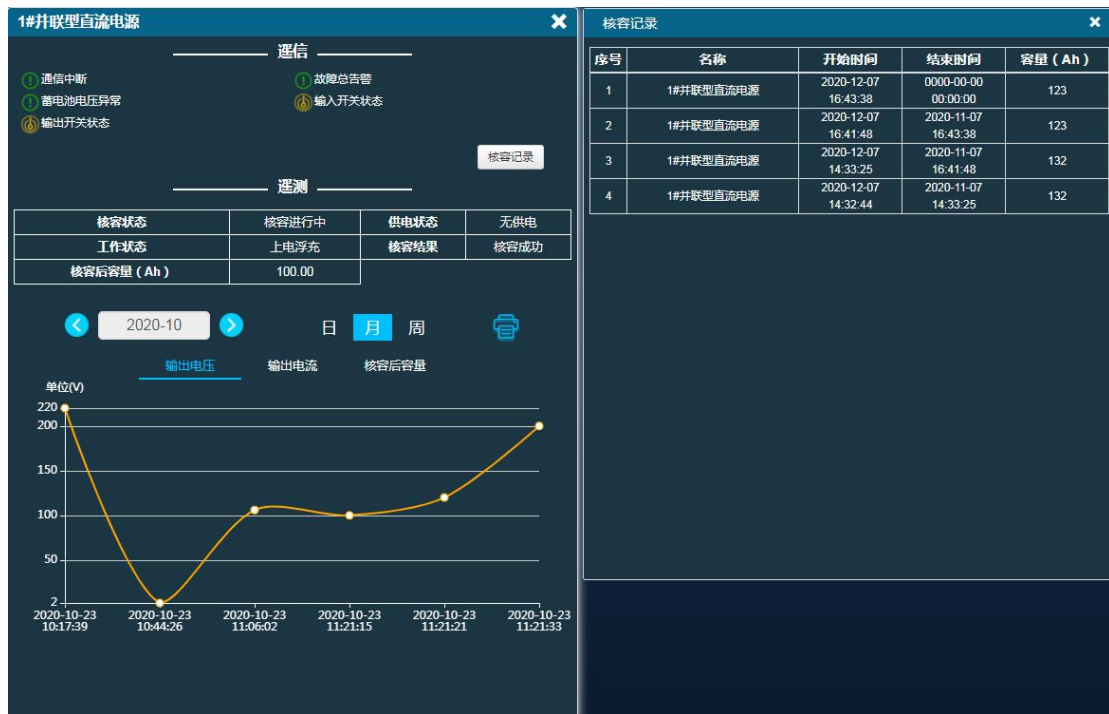 1#并联型直流电源
遥信
通信中断 故障总告警
蓄电池电压异常 输入开关状态
输出开关状态
核容记录
遥测
核容状态 核容进行中 供电状态 无供电
工作状态 上电浮充 核容结果 核容成功
核容后容量（Ah） 100.00
2020-10 日 月 周
输出电压 输出电流 核容后容量
单位(V)
220
200
150
100
50
2
2020-10-23 2020-10-23 2020-10-23 2020-10-23 2020-10-23 2020-10-23
10:17:39 10:44:26 11:06:02 11:21:15 11:21:21 11:21:33
核容记录
序号 名称 开始时间 结束时间 容量（Ah）
1 1#并联型直流电源 2020-12-07 16:43:38 0000-00-00 00:00:00 123
2 1#并联型直流电源 2020-12-07 16:41:48 2020-11-07 16:43:38 123
3 1#并联型直流电源 2020-12-07 14:33:25 2020-11-07 16:41:48 132
4 1#并联型直流电源 2020-12-07 14:32:44 2020-11-07 14:33:25 132